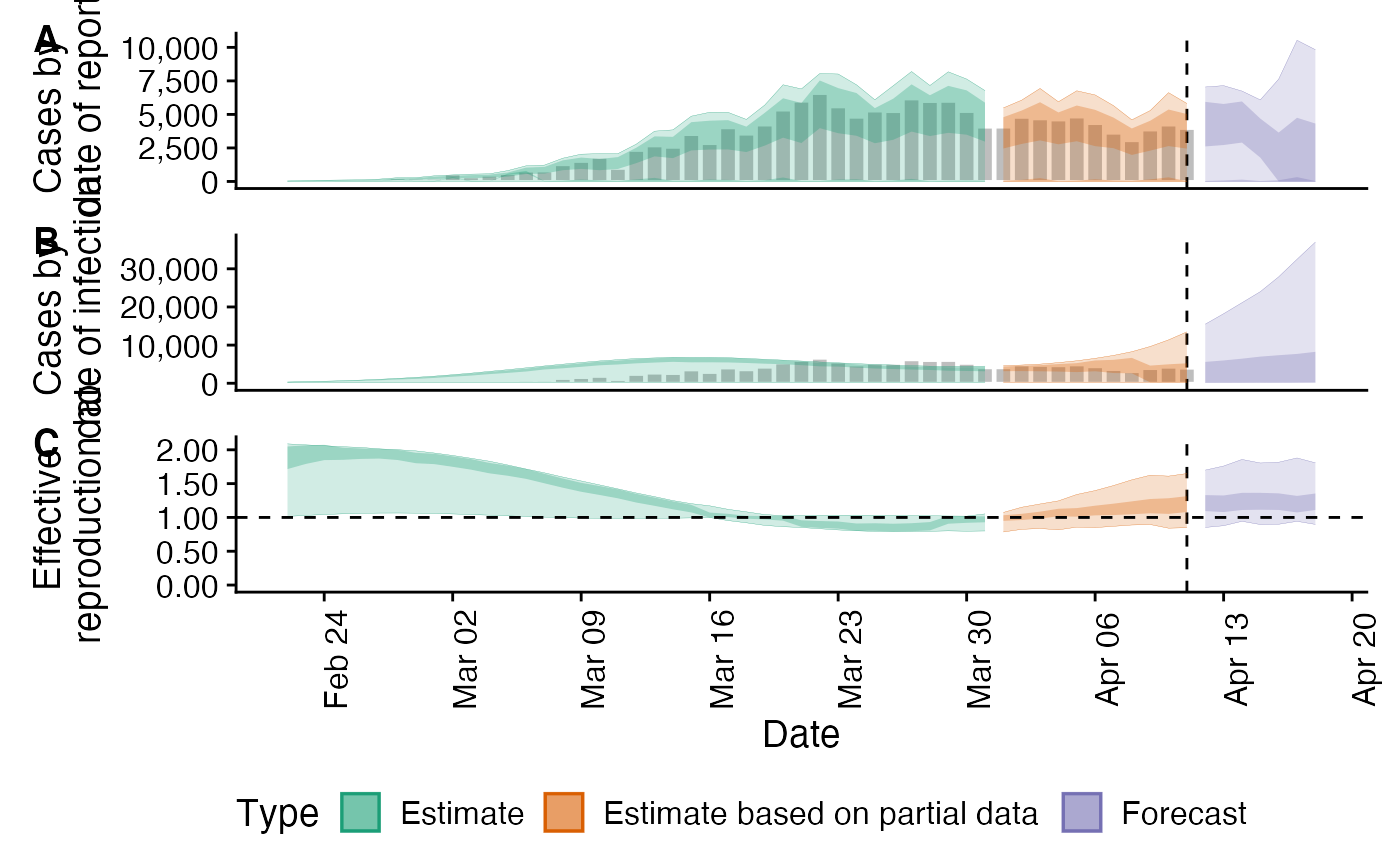 A
Cases by
date of report
10,000
7,500
5,000
2,500
0
B
Cases by
date of infection
30,000
20,000
10,000
0
C
Effective
reproduction no.
2.00
1.50
1.00
0.50
0.00
Feb 24
Mar 02
Mar 09
Mar 16
Mar 23
Mar 30
Apr 06
Apr 13
Apr 20
Date
Type
Estimate
Estimate based on partial data
Forecast